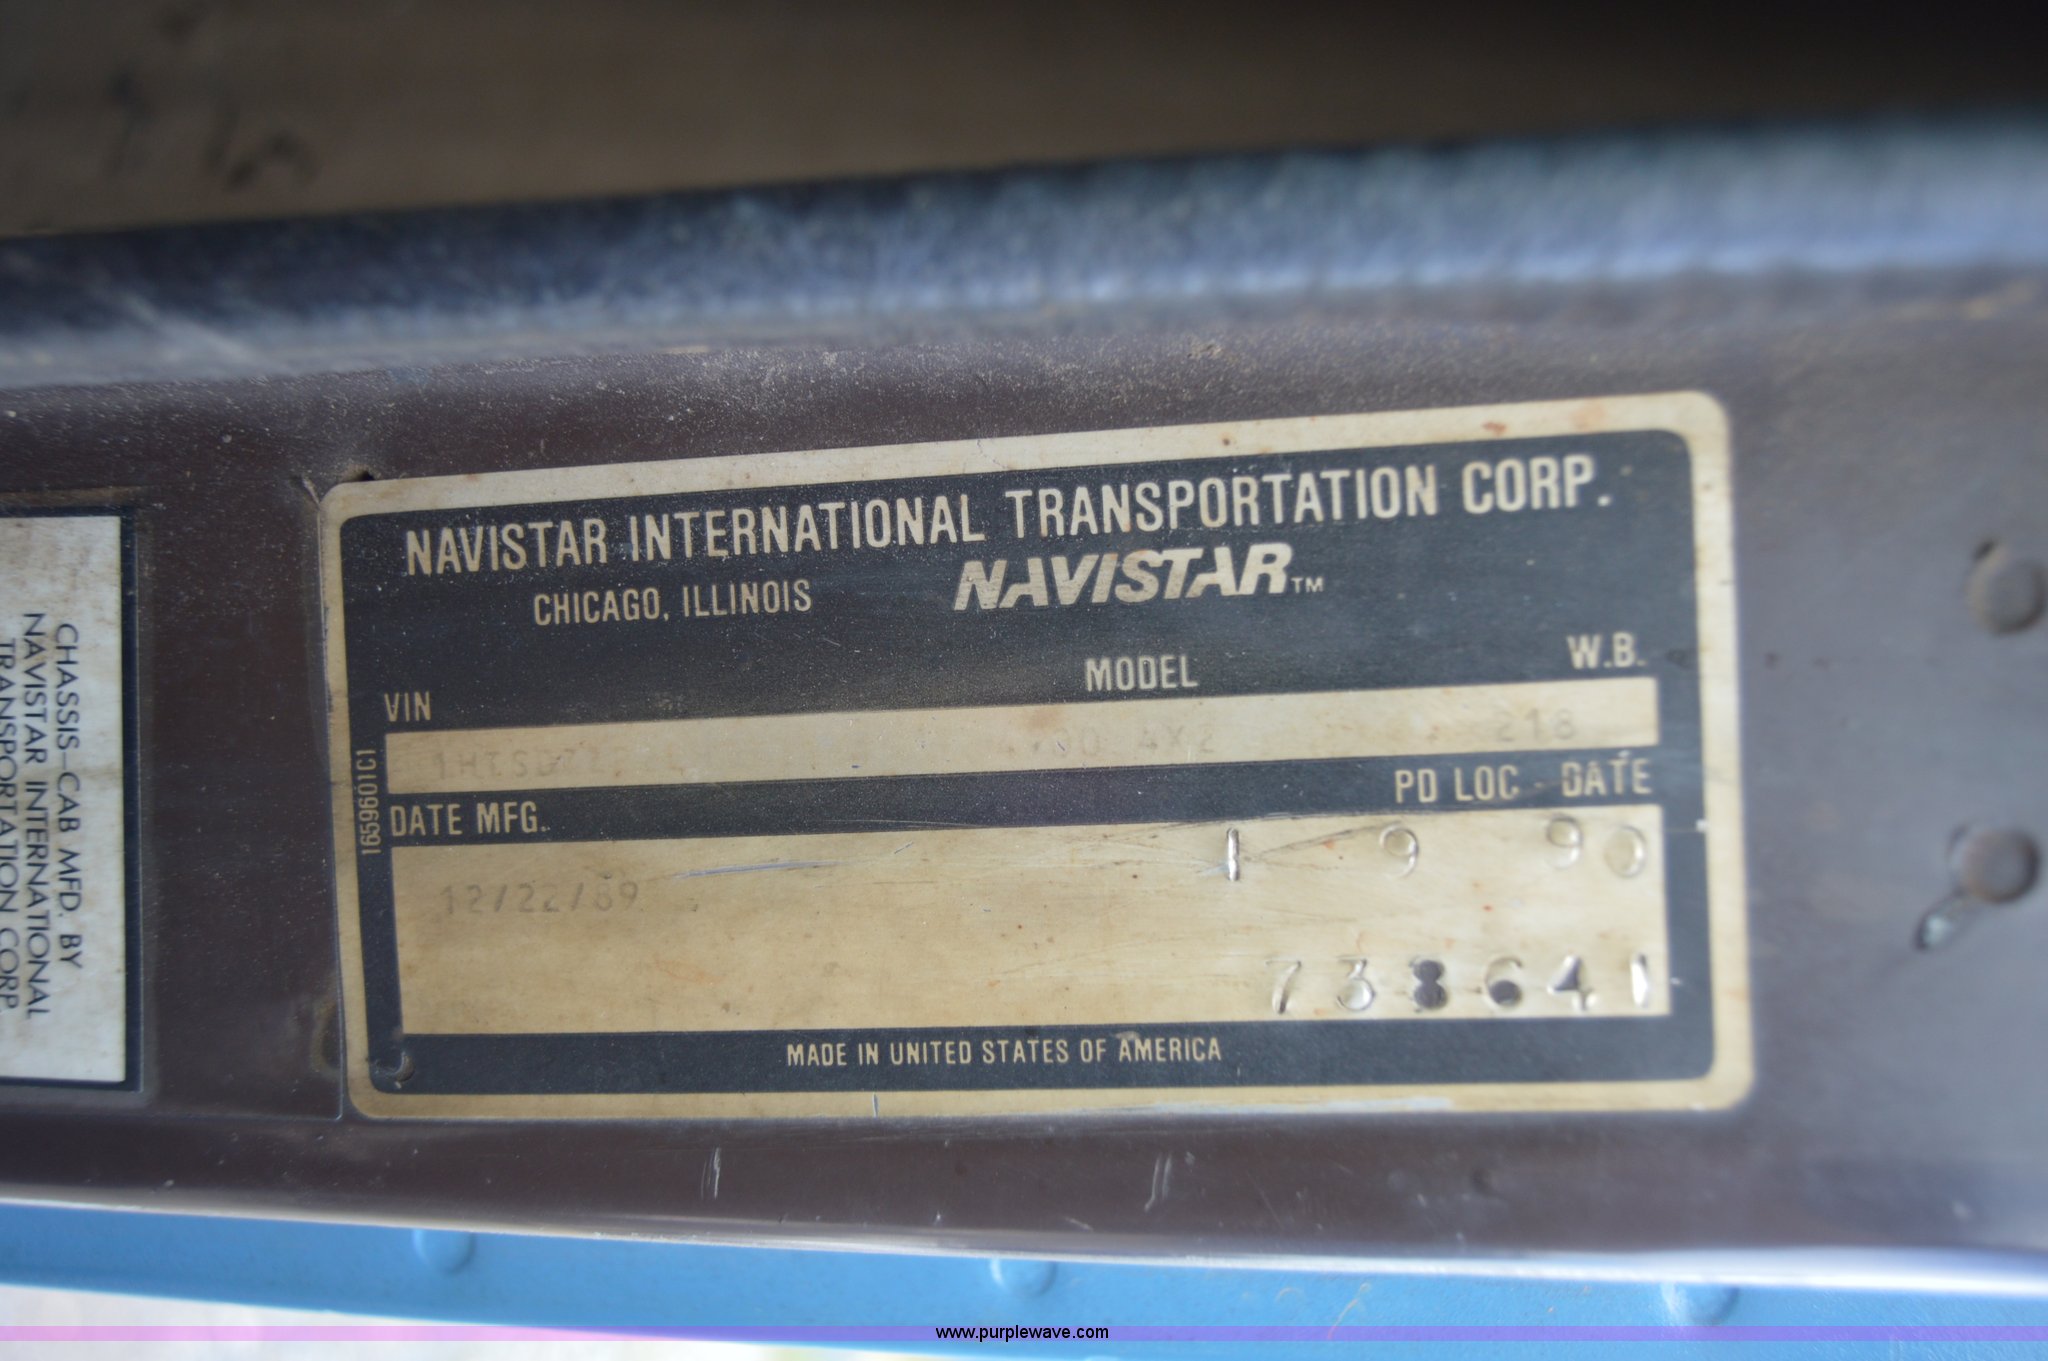 NAVISTAR INTERNATIONAL TRANSPORTATION CORP.
CHICAGO, ILLINOIS NAVISTAR™
VIN MODEL W.B.
4X2 218
DATE MFG. PD LOC - DATE
1 9 90
12/22/89
738641
MADE IN UNITED STATES OF AMERICA
1659601C1
CHASSIS-CAB MFD. BY
NAVISTAR INTERNATIONAL
TRANSPORTATION CORP.
www.purplewave.com